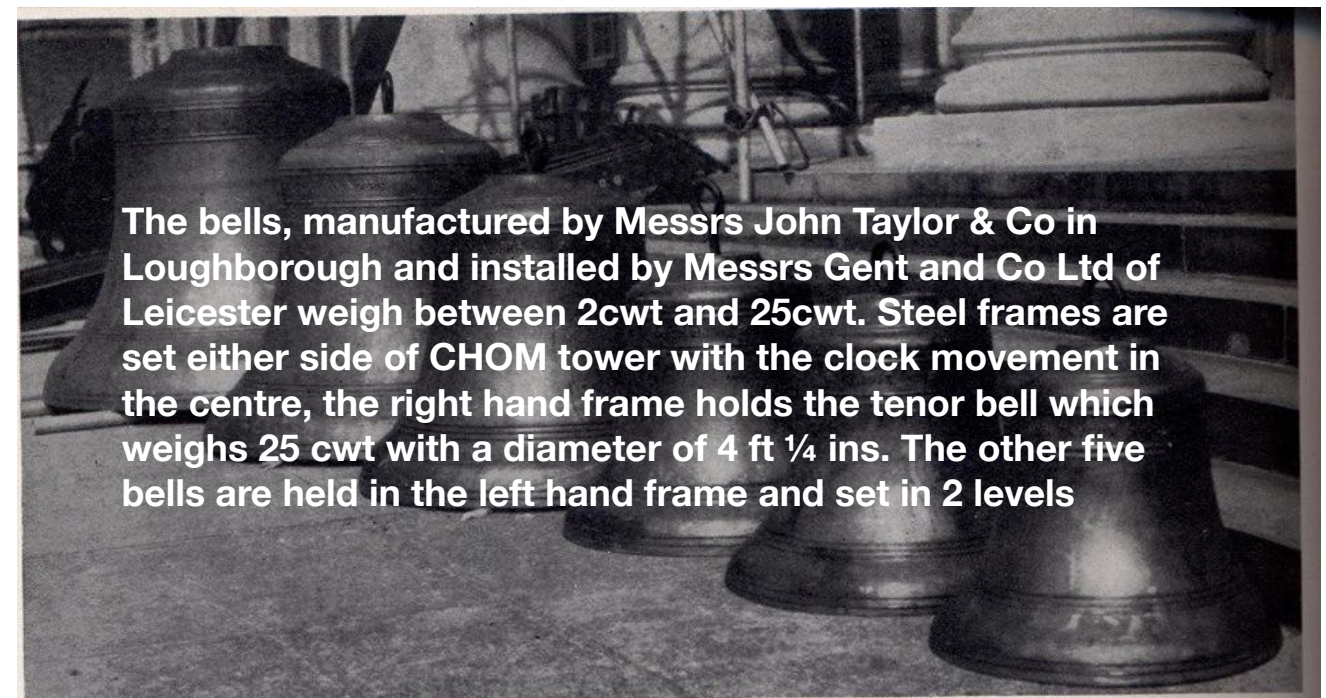 The bells, manufactured by Messrs John Taylor & Co in
Loughborough and installed by Messrs Gent and Co Ltd of
Leicester weigh between 2cwt and 25cwt. Steel frames are
set either side of CHOM tower with the clock movement in
the centre, the right hand frame holds the tenor bell which
weighs 25 cwt with a diameter of 4 ft ¼ ins. The other five
bells are held in the left hand frame and set in 2 levels